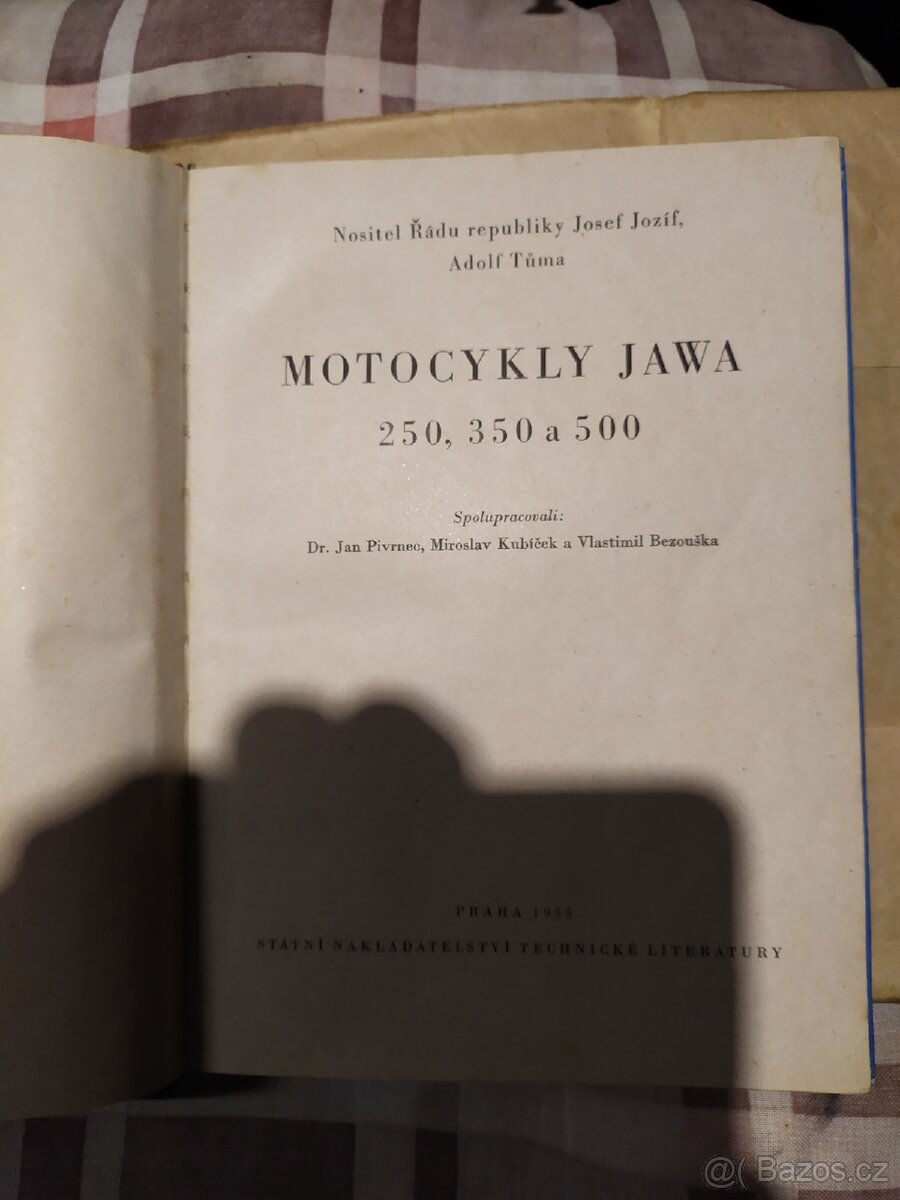 Nositel Řádu republiky Josef Jozíf,
Adolf Tůma
MOTOCYKLY JAWA
250, 350 a 500
Spolupracovali:
Dr. Jan Pivrnec, Miroslav Kubíček a Vlastimil Bezouška
PRAHA 1955
STÁTNÍ NAKLADATELSTVÍ TECHNICKÉ LITERATURY
@( Bazos.cz